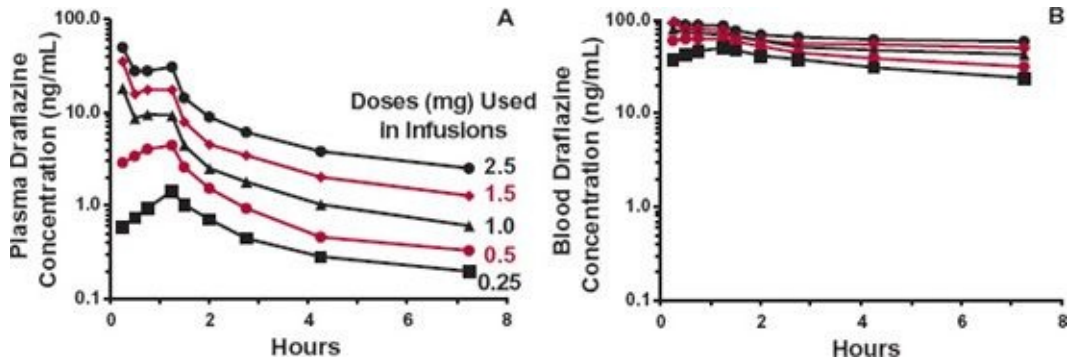 A
Plasma Draflazine
Concentration (ng/mL)
100.0
10.0
1.0
0.1
Doses (mg) Used
in Infusions
2.5
1.5
1.0
0.5
0.25
0 2 4 6 8
Hours
B
Blood Draflazine
Concentration (ng/mL)
100.0
10.0
1.0
0.1
0 2 4 6 8
Hours